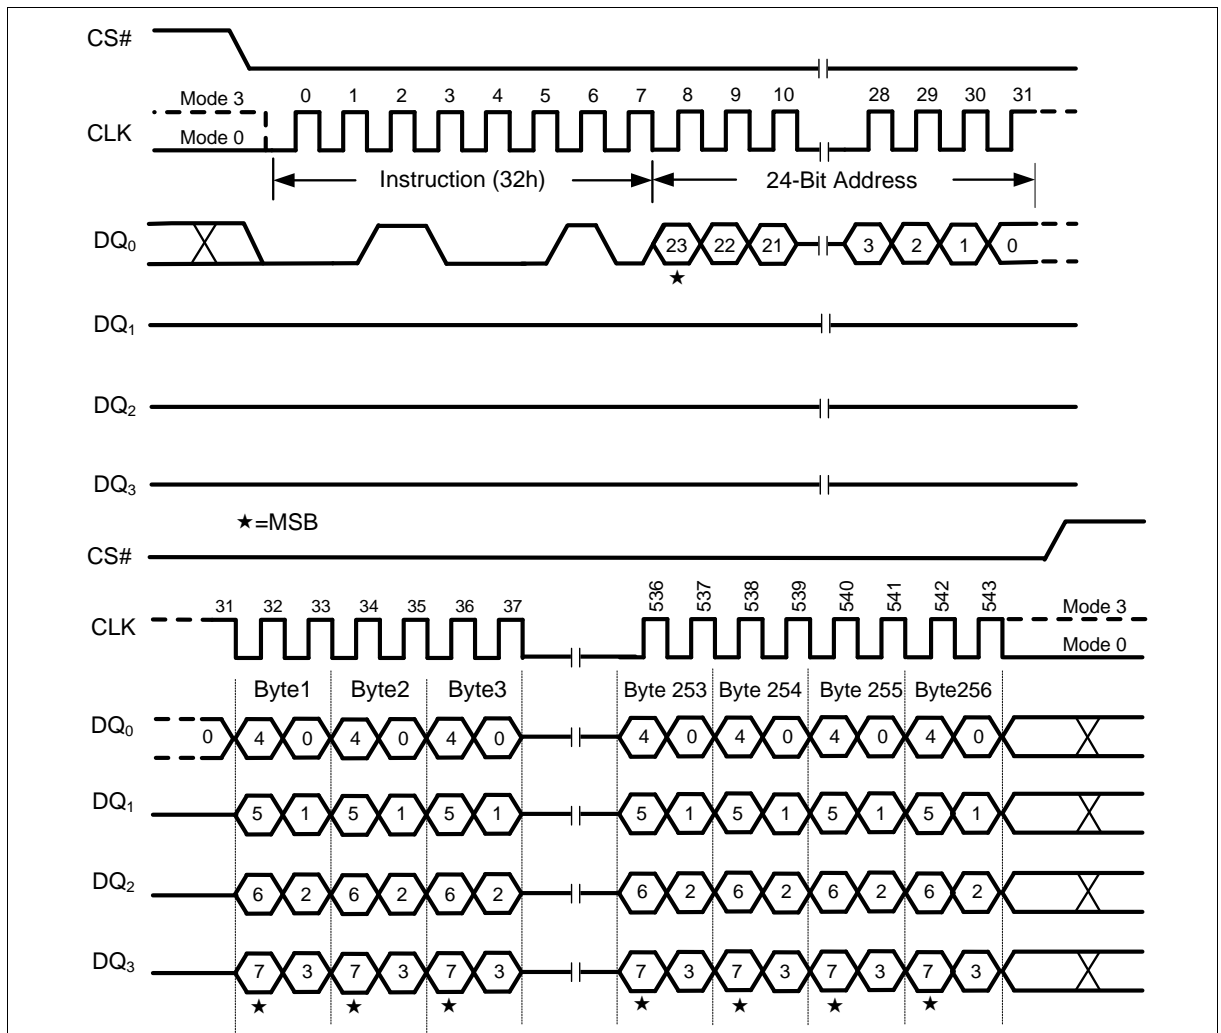 CS#
Mode 3 0 1 2 3 4 5 6 7 8 9 10 28 29 30 31
CLK Mode 0
Instruction (32h) 24-Bit Address
DQ0 23 22 21 3 2 1 0
★
DQ1
DQ2
DQ3
★=MSB
CS#
31 32 33 34 35 36 37 536 537 538 539 540 541 542 543 Mode 3
CLK Mode 0
Byte1 Byte2 Byte3 Byte 253 Byte 254 Byte 255 Byte256
DQ0 0 4 0 4 0 4 0 4 0 4 0 4 0 4 0
DQ1 5 1 5 1 5 1 5 1 5 1 5 1 5 1
DQ2 6 2 6 2 6 2 6 2 6 2 6 2 6 2
DQ3 7 3 7 3 7 3 7 3 7 3 7 3 7 3
★ ★ ★ ★ ★ ★ ★